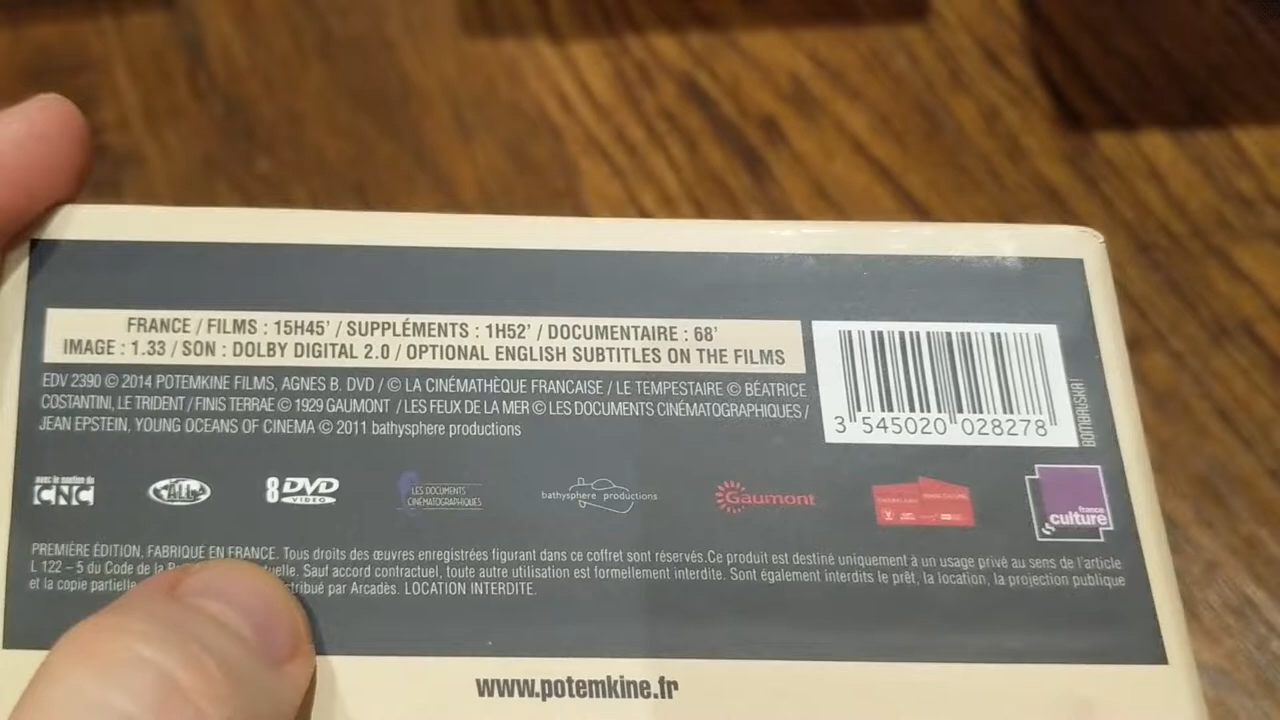 FRANCE / FILMS : 15H45' / SUPPLÉMENTS : 1H52' / DOCUMENTAIRE : 68'
IMAGE : 1.33 / SON : DOLBY DIGITAL 2.0 / OPTIONAL ENGLISH SUBTITLES ON THE FILMS
EDV 2390 © 2014 POTEMKINE FILMS, AGNES B. DVD / © LA CINÉMATHÈQUE FRANCAISE / LE TEMPESTAIRE © BÉATRICE
COSTANTINI, LE TRIDENT / FINIS TERRAE © 1929 GAUMONT / LES FEUX DE LA MER © LES DOCUMENTS CINÉMATOGRAPHIQUES /
JEAN EPSTEIN, YOUNG OCEANS OF CINEMA © 2011 bathysphere productions
3 545020 028278
BOMBALISKA!
avec le soutien du
CNC
ALL
8 DVD
VIDEO
LES DOCUMENTS
CINÉMATOGRAPHIQUES
bathysphere productions
Gaumont
france
culture
PREMIÈRE ÉDITION, FABRIQUÉ EN FRANCE. Tous droits des œuvres enregistrées figurant dans ce coffret sont réservés. Ce produit est destiné uniquement à un usage privé au sens de l'article
L 122 – 5 du Code de la Sauf accord contractuel, toute autre utilisation est formellement interdite. Sont également interdits le prêt, la location, la projection publique
et la copie partielle par Arcadès. LOCATION INTERDITE.
www.potemkine.fr